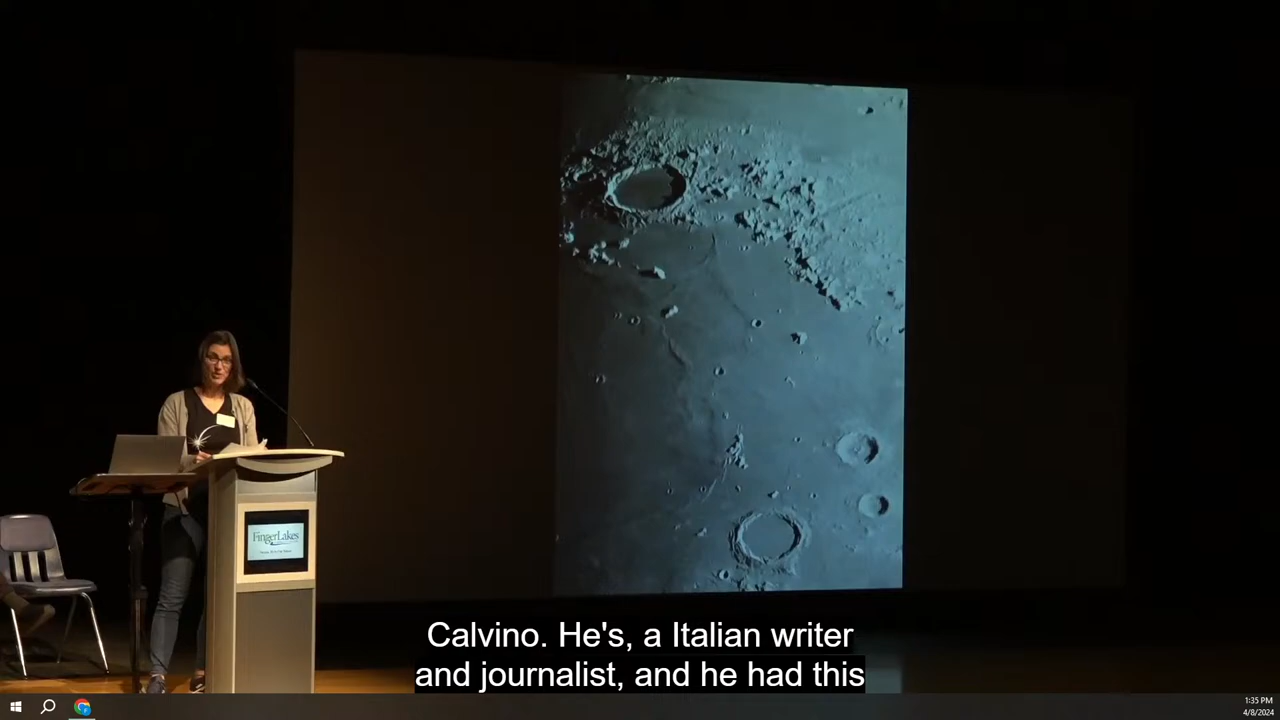 FingerLakes
Calvino. He's, a Italian writer
and journalist, and he had this
1:35 PM
4/8/2024